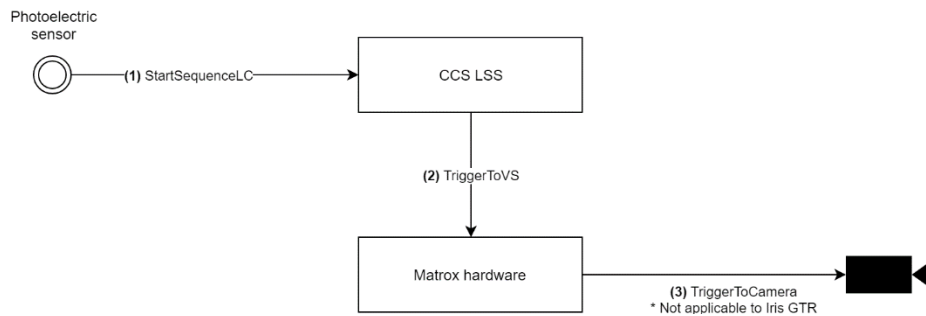 Photoelectric
sensor
(1) StartSequenceLC
CCS LSS
(2) TriggerToVS
Matrox hardware
(3) TriggerToCamera
* Not applicable to Iris GTR